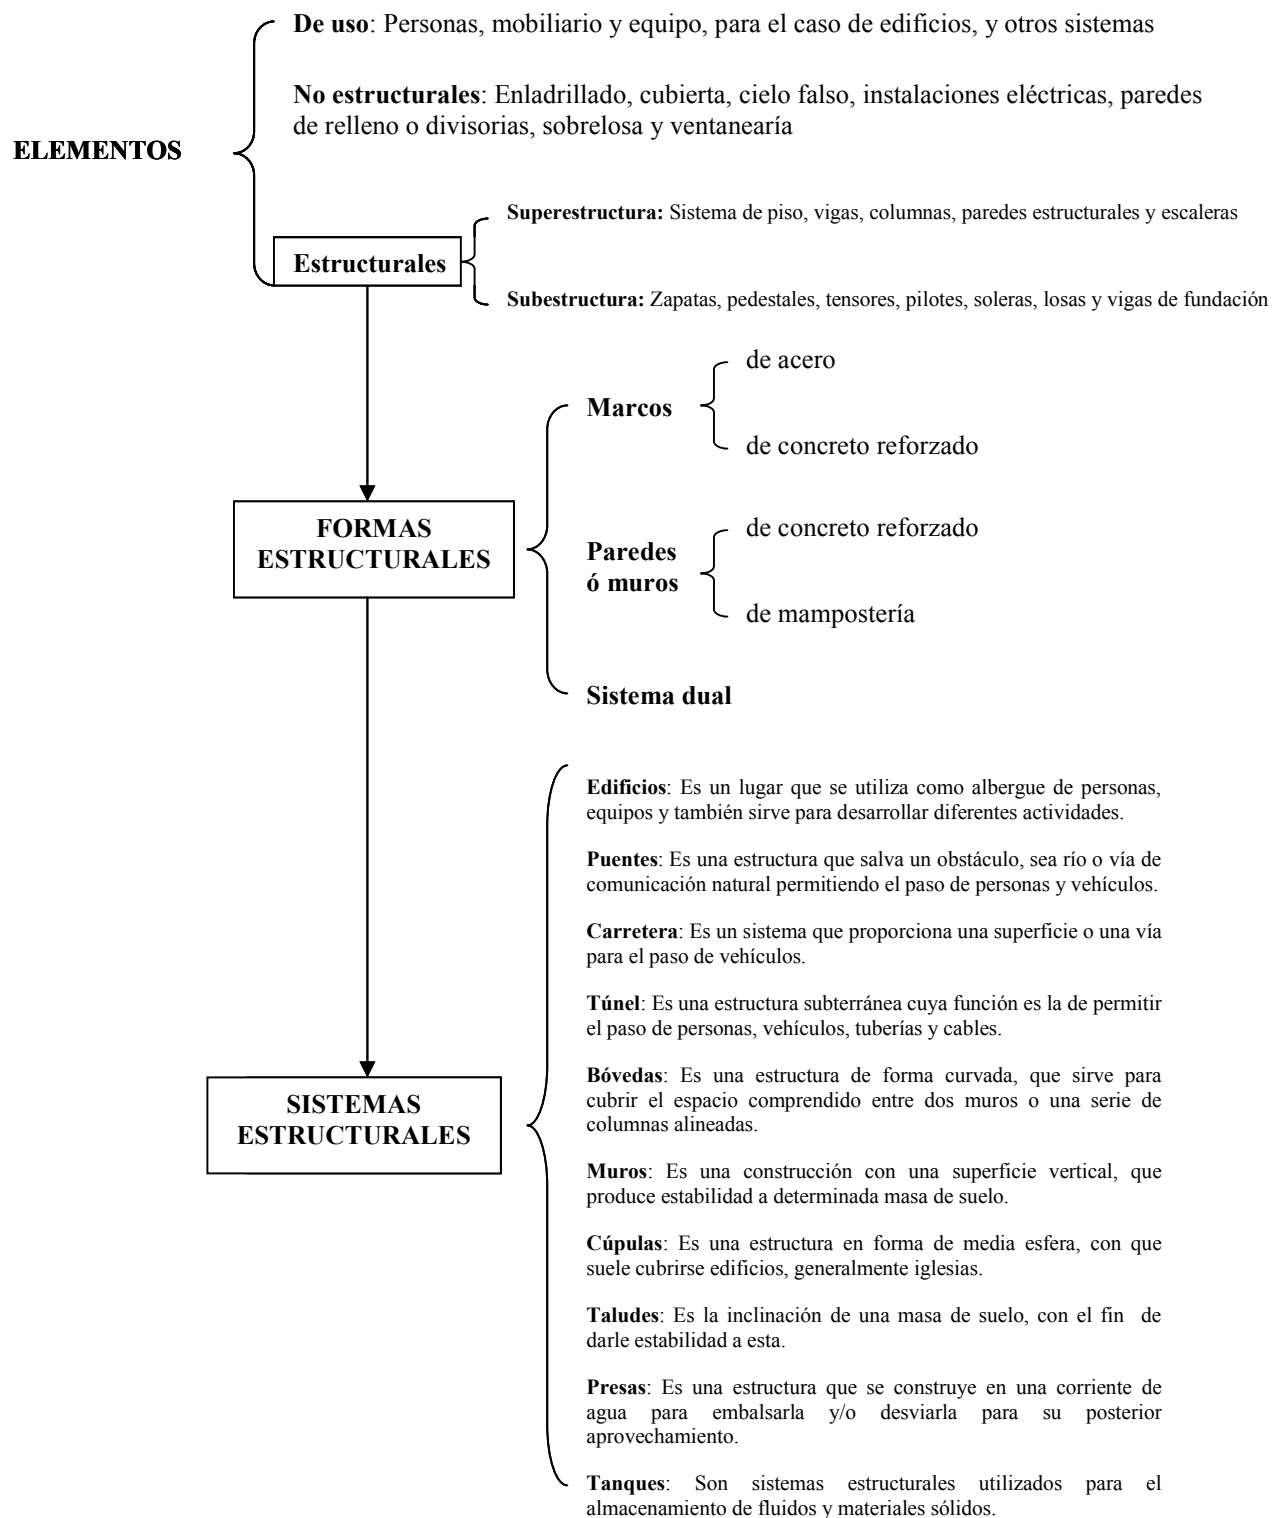 De uso: Personas, mobiliario y equipo, para el caso de edificios, y otros sistemas
No estructurales: Enladrillado, cubierta, cielo falso, instalaciones eléctricas, paredes
de relleno o divisorias, sobrelosa y ventanearía
ELEMENTOS
Superestructura: Sistema de piso, vigas, columnas, paredes estructurales y escaleras
Estructurales
Subestructura: Zapatas, pedestales, tensores, pilotes, soleras, losas y vigas de fundación
de acero
Marcos
de concreto reforzado
FORMAS
ESTRUCTURALES
de concreto reforzado
Paredes
ó muros
de mampostería
Sistema dual
Edificios: Es un lugar que se utiliza como albergue de personas,
equipos y también sirve para desarrollar diferentes actividades.
Puentes: Es una estructura que salva un obstáculo, sea río o vía de
comunicación natural permitiendo el paso de personas y vehículos.
Carretera: Es un sistema que proporciona una superficie o una vía
para el paso de vehículos.
Túnel: Es una estructura subterránea cuya función es la de permitir
el paso de personas, vehículos, tuberías y cables.
SISTEMAS
ESTRUCTURALES
Bóvedas: Es una estructura de forma curvada, que sirve para
cubrir el espacio comprendido entre dos muros o una serie de
columnas alineadas.
Muros: Es una construcción con una superficie vertical, que
produce estabilidad a determinada masa de suelo.
Cúpulas: Es una estructura en forma de media esfera, con que
suele cubrirse edificios, generalmente iglesias.
Taludes: Es la inclinación de una masa de suelo, con el fin de
darle estabilidad a esta.
Presas: Es una estructura que se construye en una corriente de
agua para embalsarla y/o desviarla para su posterior
aprovechamiento.
Tanques: Son sistemas estructurales utilizados para el
almacenamiento de fluidos y materiales sólidos.